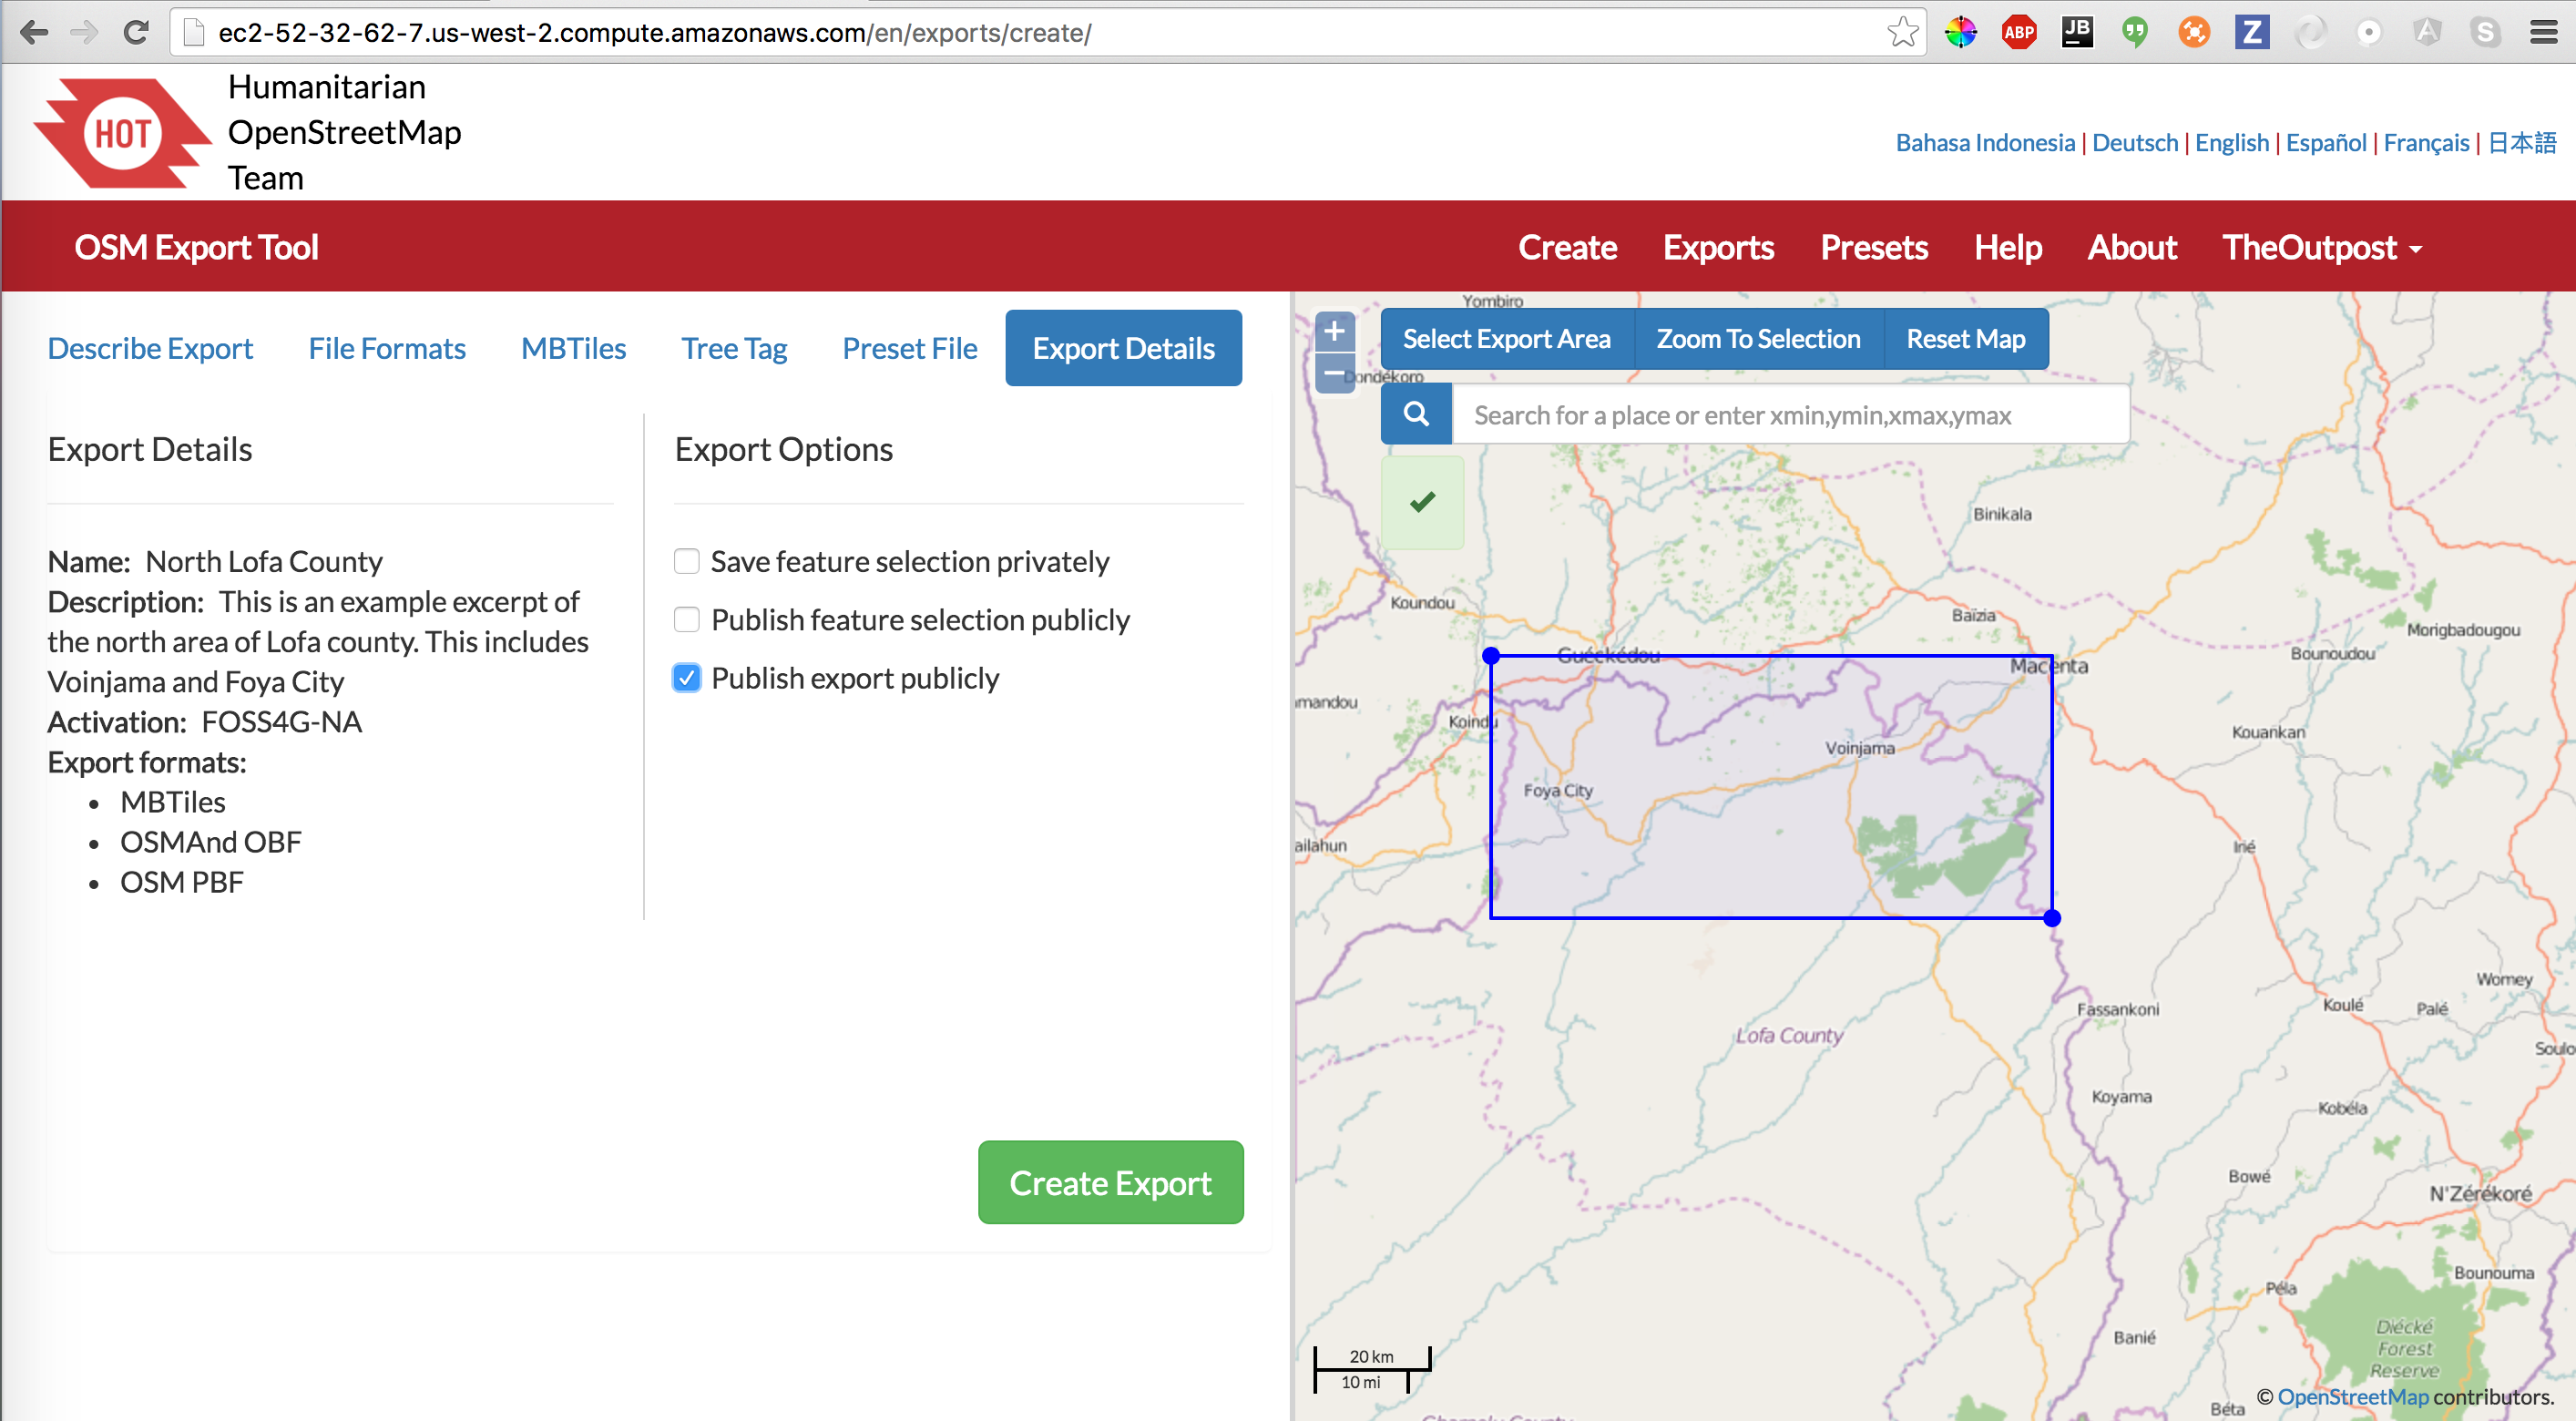 ec2-52-32-62-7.us-west-2.compute.amazonaws.com/en/exports/create/
ABP
JB
Z
A
S
HOT
Humanitarian
OpenStreetMap
Team
Bahasa Indonesia | Deutsch | English | Español | Français | 日本語
OSM Export Tool
Create Exports Presets Help About TheOutpost
Describe Export File Formats MBTiles Tree Tag Preset File Export Details
Export Details
Name: North Lofa County
Description: This is an example excerpt of
the north area of Lofa county. This includes
Voinjama and Foya City
Activation: FOSS4G-NA
Export formats:
• MBTiles
• OSMAnd OBF
• OSM PBF
Export Options
Save feature selection privately
Publish feature selection publicly
Publish export publicly
Create Export
+
−
Select Export Area Zoom To Selection Reset Map
Search for a place or enter xmin,ymin,xmax,ymax
Yombiro
Dondékoro
Binikala
Koundou
Baïzia
Morigbadougou
Bounoudou
Guéckédou
Macenta
mandou
Koindu
Kouankan
Voinjama
Foya City
ailahun
Irié
Womey
Fassankoni
Koulé
Palé
Lofa County
Soulo
Koyama
Kobéla
Bowé
N'Zérékoré
Bounouma
Péla
Diécké
Forest
Reserve
Banié
20 km
10 mi
© OpenStreetMap contributors.
Béta